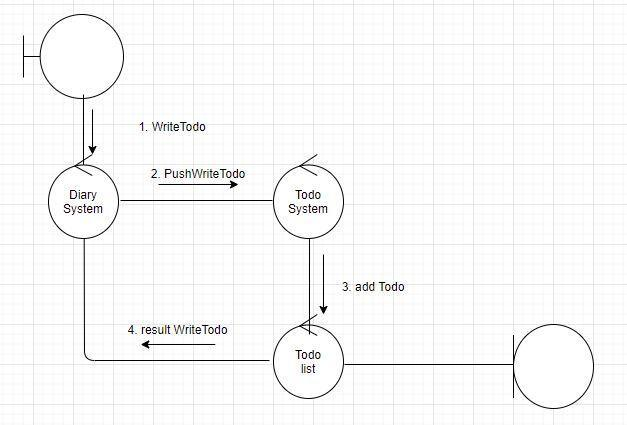 1. WriteTodo
2. PushWriteTodo
Diary
System
Todo
System
3. add Todo
4. result WriteTodo
Todo
list